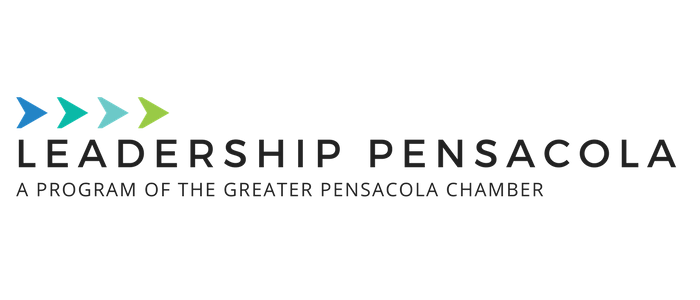 LEADERSHIP PENSACOLA
A PROGRAM OF THE GREATER PENSACOLA CHAMBER